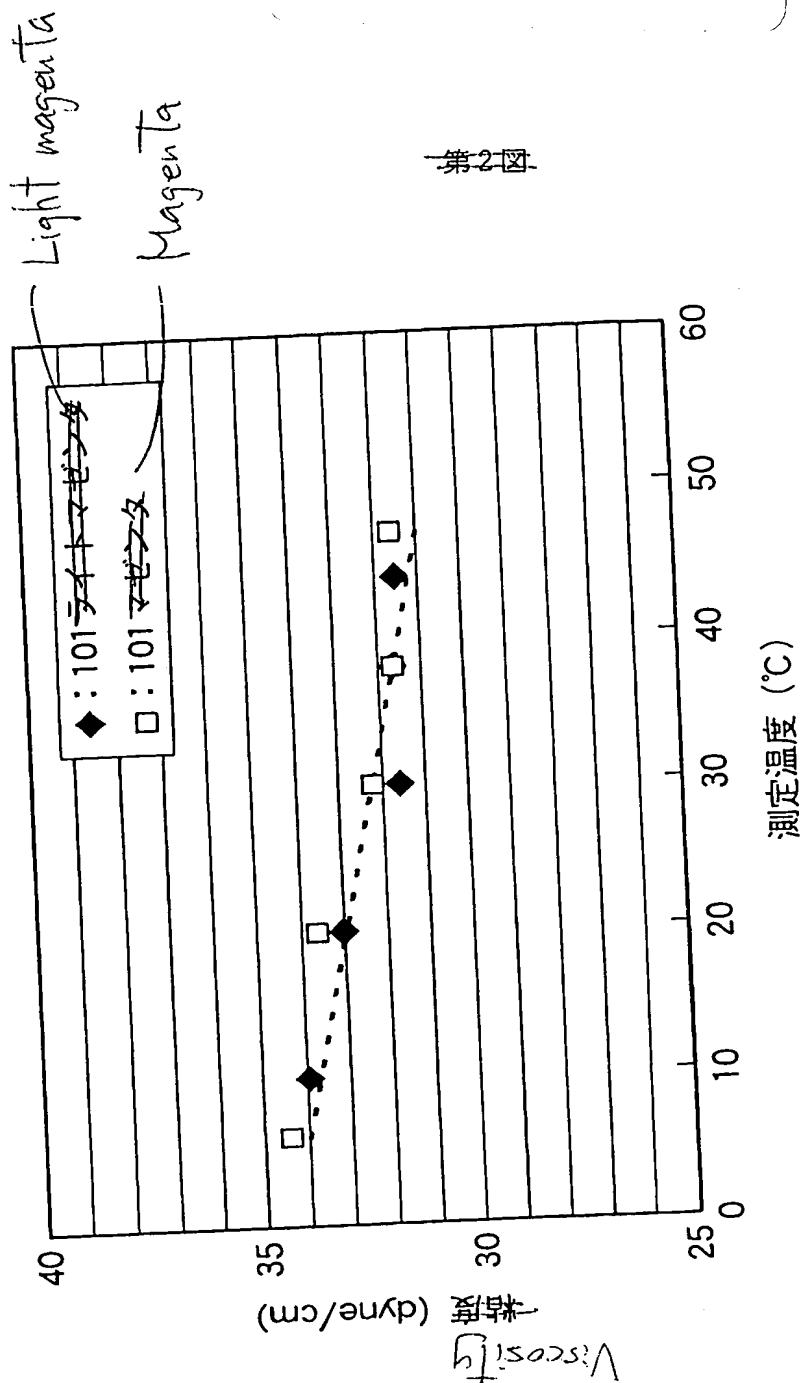 Light magenta
Magenta
第2図
◆:101ライトマゼンタ
□:101マゼンタ
40
35
30
25
粘度 (dyne/cm)
Viscosity
0
10
20
30
40
50
60
測定温度 (℃)